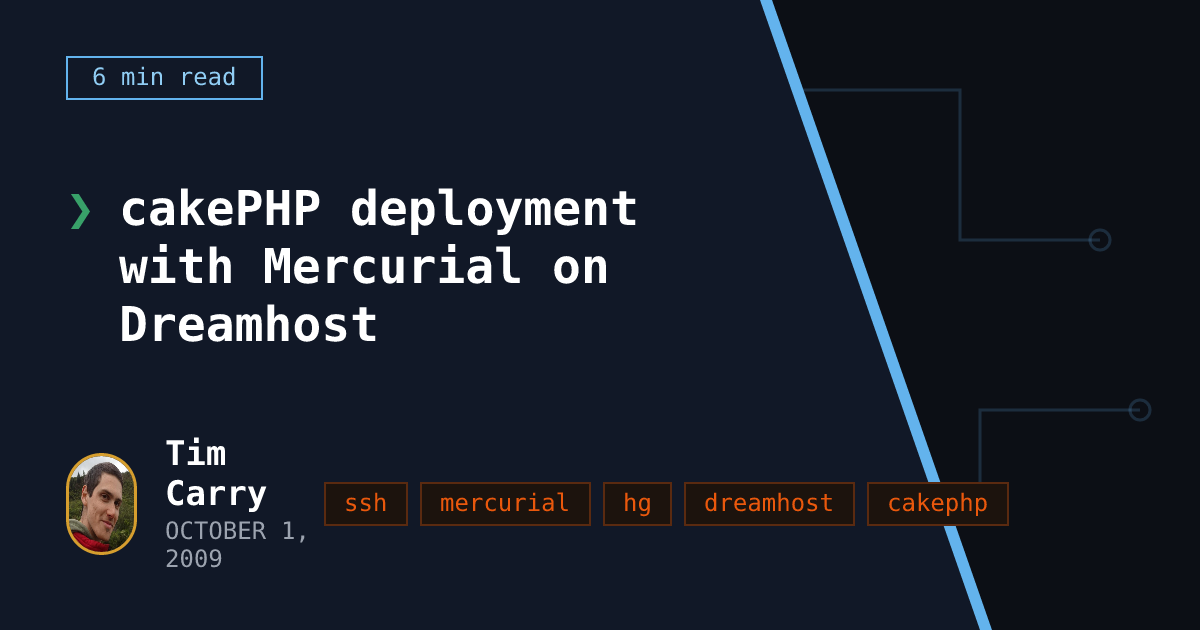 6 min read
❯ cakePHP deployment
with Mercurial on
Dreamhost
Tim
Carry
OCTOBER 1,
2009
ssh mercurial hg dreamhost cakephp